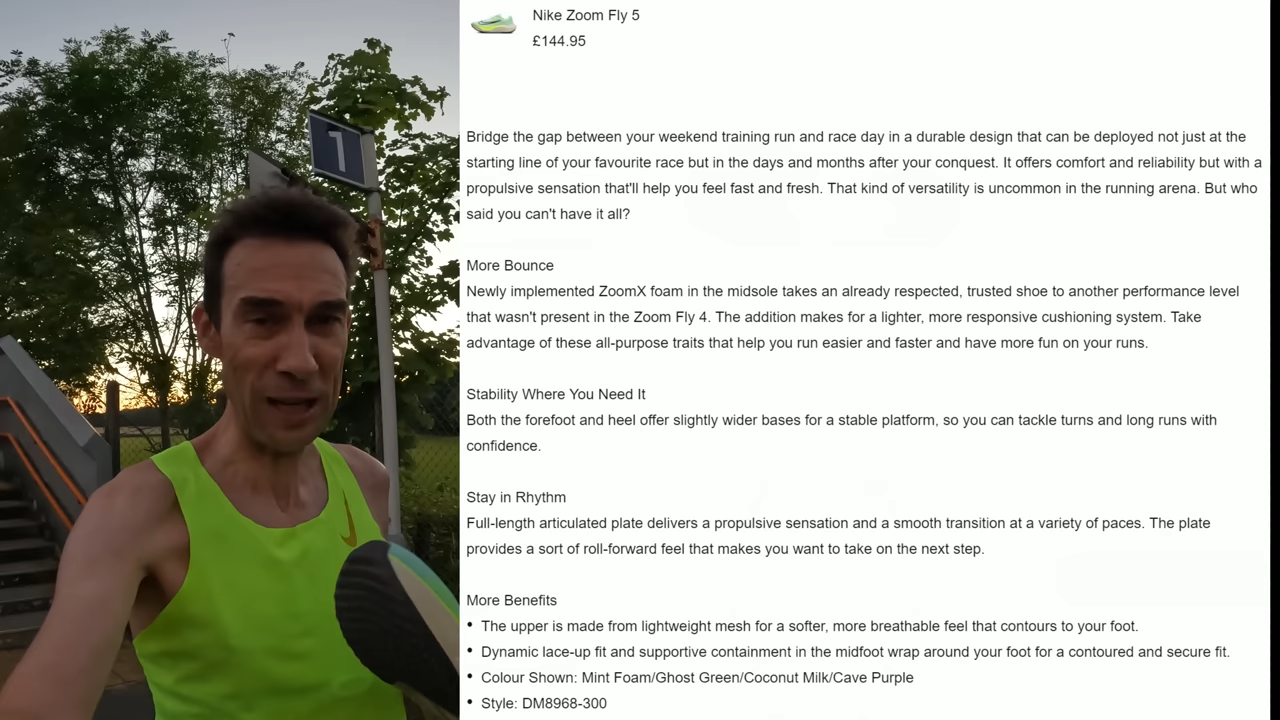 1
Nike Zoom Fly 5
£144.95
Bridge the gap between your weekend training run and race day in a durable design that can be deployed not just at the
starting line of your favourite race but in the days and months after your conquest. It offers comfort and reliability but with a
propulsive sensation that'll help you feel fast and fresh. That kind of versatility is uncommon in the running arena. But who
said you can't have it all?
More Bounce
Newly implemented ZoomX foam in the midsole takes an already respected, trusted shoe to another performance level
that wasn't present in the Zoom Fly 4. The addition makes for a lighter, more responsive cushioning system. Take
advantage of these all-purpose traits that help you run easier and faster and have more fun on your runs.
Stability Where You Need It
Both the forefoot and heel offer slightly wider bases for a stable platform, so you can tackle turns and long runs with
confidence.
Stay in Rhythm
Full-length articulated plate delivers a propulsive sensation and a smooth transition at a variety of paces. The plate
provides a sort of roll-forward feel that makes you want to take on the next step.
More Benefits
• The upper is made from lightweight mesh for a softer, more breathable feel that contours to your foot.
• Dynamic lace-up fit and supportive containment in the midfoot wrap around your foot for a contoured and secure fit.
• Colour Shown: Mint Foam/Ghost Green/Coconut Milk/Cave Purple
• Style: DM8968-300